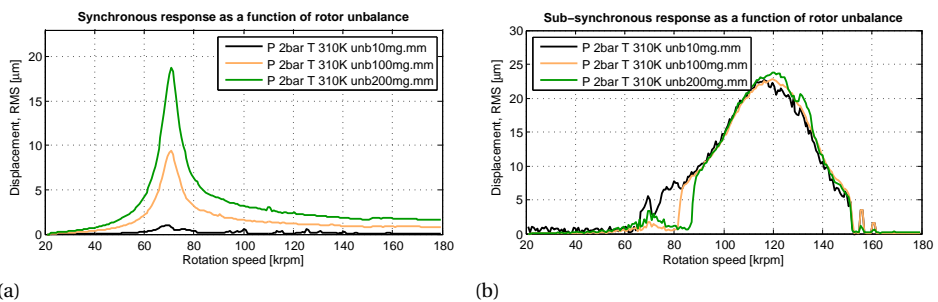 Synchronous response as a function of rotor unbalance
P 2bar T 310K unb10mg.mm
P 2bar T 310K unb100mg.mm
P 2bar T 310K unb200mg.mm
Displacement, RMS [µm]
20
15
10
5
0
20 40 60 80 100 120 140 160 180
Rotation speed [krpm]
(a)
Sub−synchronous response as a function of rotor unbalance
P 2bar T 310K unb10mg.mm
P 2bar T 310K unb100mg.mm
P 2bar T 310K unb200mg.mm
Displacement, RMS [µm]
30
25
20
15
10
5
0
20 40 60 80 100 120 140 160 180
Rotation speed [krpm]
(b)